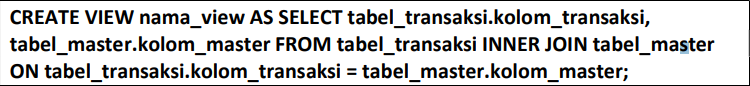 CREATE VIEW nama_view AS SELECT tabel_transaksi.kolom_transaksi,
tabel_master.kolom_master FROM tabel_transaksi INNER JOIN tabel_master
ON tabel_transaksi.kolom_transaksi = tabel_master.kolom_master;